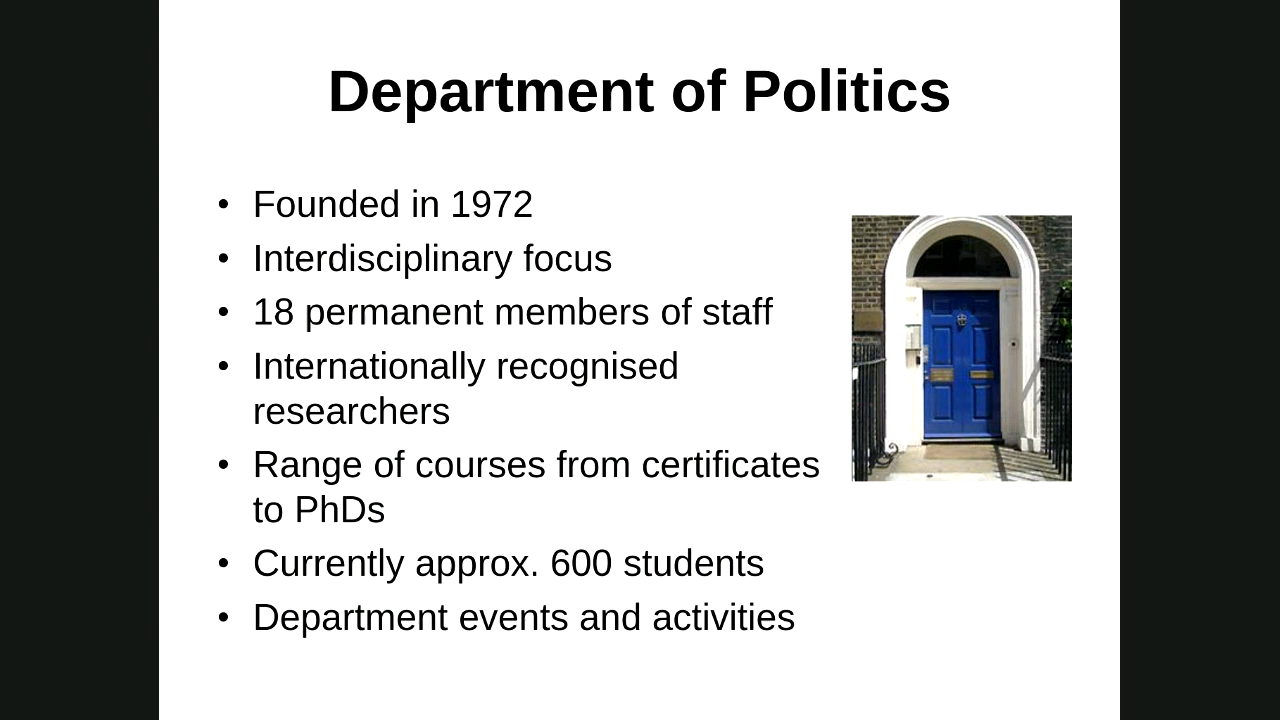 Department of Politics
• Founded in 1972
• Interdisciplinary focus
• 18 permanent members of staff
• Internationally recognised
researchers
• Range of courses from certificates
to PhDs
• Currently approx. 600 students
• Department events and activities